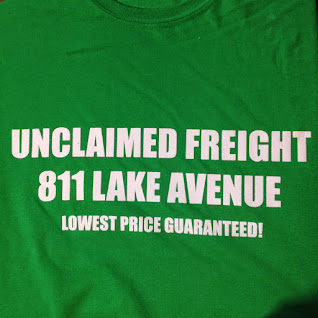 UNCLAIMED FREIGHT
811 LAKE AVENUE
LOWEST PRICE GUARANTEED!